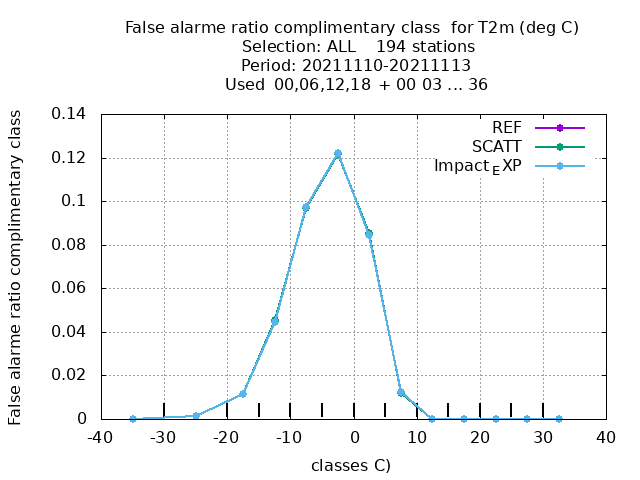 False alarme ratio complimentary class  for T2m (deg C)
Selection: ALL    194 stations
Period: 20211110-20211113
Used  00,06,12,18  + 00 03 ... 36
False alarme ratio complimentary class
REF
SCATT
Impact_EXP
0.14
0.12
0.1
0.08
0.06
0.04
0.02
0
-40 -30 -20 -10 0 10 20 30 40
classes C)